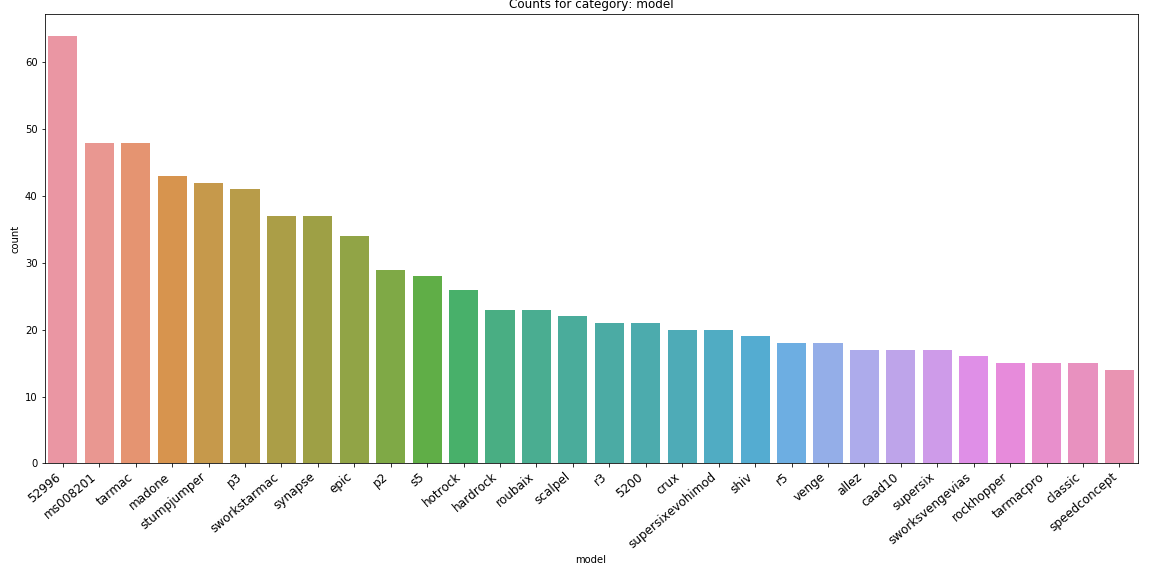 Counts for category: model
count
60
50
40
30
20
10
0
52996
ms008201
tarmac
madone
stumpjumper
p3
sworkstarmac
synapse
epic
p2
s5
hotrock
hardrock
roubaix
scalpel
r3
5200
crux
supersixevohimod
shiv
r5
venge
allez
caad10
supersix
sworksvengevias
rockhopper
tarmacpro
classic
speedconcept
model